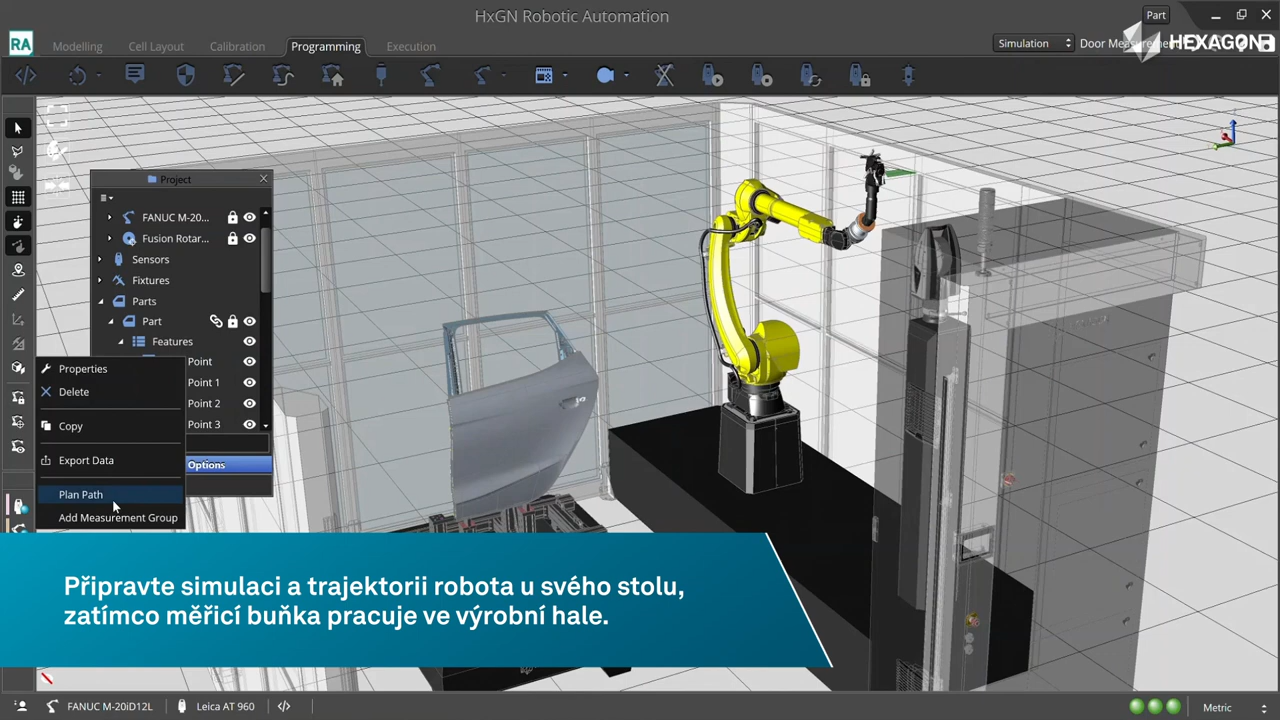 HxGN Robotic Automation
Part
RA
Modelling
Cell Layout
Calibration
Programming
Execution
Simulation
Door Measurem
HEXAGON
Project
FANUC M-20...
Fusion Rotar...
Sensors
Fixtures
Parts
Part
Features
Point
Point 1
Point 2
Point 3
Options
Properties
Delete
Copy
Export Data
Plan Path
Add Measurement Group
Připravte simulaci a trajektorii robota u svého stolu,
zatímco měřicí buňka pracuje ve výrobní hale.
FANUC M-20iD12L
Leica AT 960
Metric